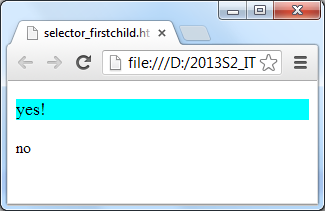 selector_firstchild.ht
file:///D:/2013S2_IT
yes!
no